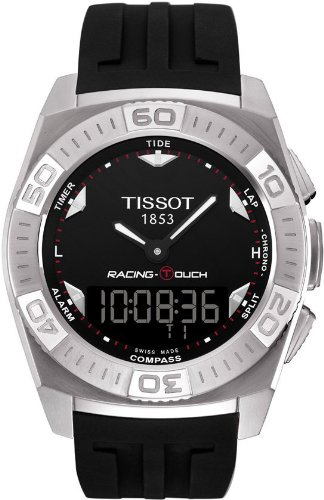 60
TIDE
50
10
TIMER
LAP
CHRONO
TISSOT
1853
L
H
RACING-TOUCH
ALARM
SPLIT
10:08:36
T1
40
20
SWISS MADE
COMPASS
30